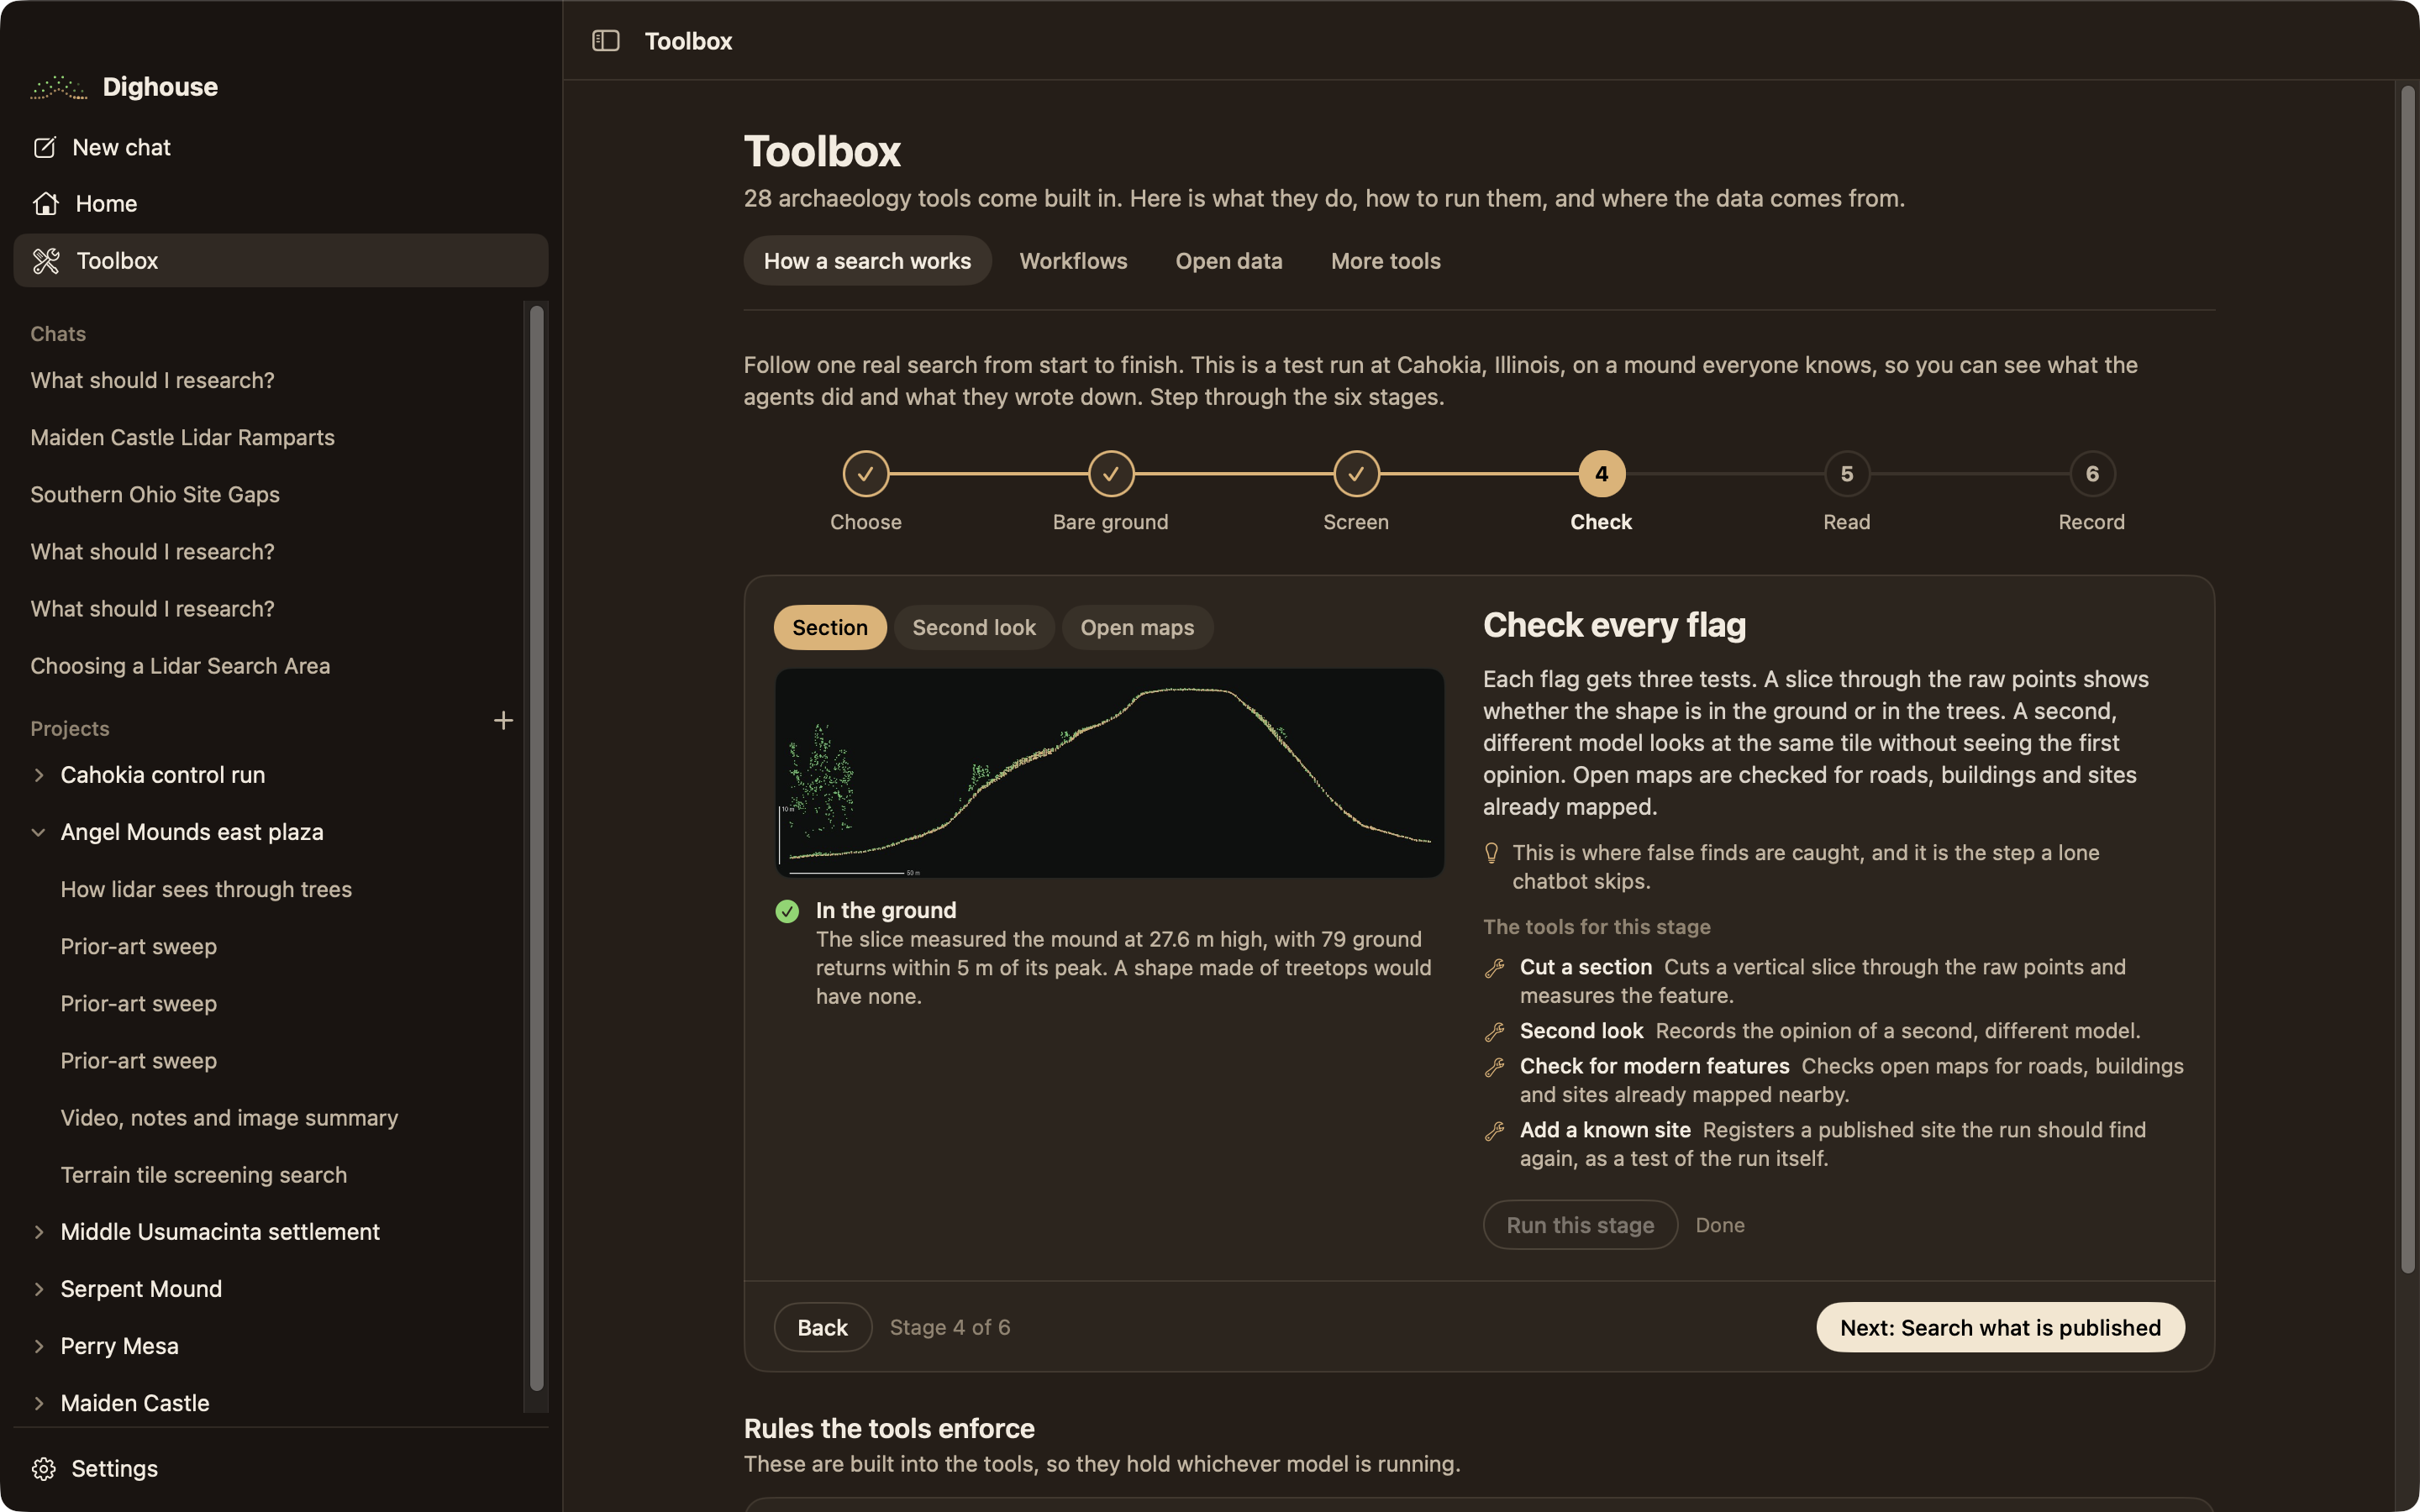 Dighouse
New chat
Home
Toolbox
Chats
What should I research?
Maiden Castle Lidar Ramparts
Southern Ohio Site Gaps
What should I research?
What should I research?
Choosing a Lidar Search Area
Projects
Cahokia control run
Angel Mounds east plaza
How lidar sees through trees
Prior-art sweep
Prior-art sweep
Prior-art sweep
Video, notes and image summary
Terrain tile screening search
Middle Usumacinta settlement
Serpent Mound
Perry Mesa
Maiden Castle
Settings
Toolbox
Toolbox
28 archaeology tools come built in. Here is what they do, how to run them, and where the data comes from.
How a search works Workflows Open data More tools
Follow one real search from start to finish. This is a test run at Cahokia, Illinois, on a mound everyone knows, so you can see what the
agents did and what they wrote down. Step through the six stages.
4 5 6
Choose Bare ground Screen Check Read Record
Section Second look Open maps
10 m
50 m
In the ground
The slice measured the mound at 27.6 m high, with 79 ground
returns within 5 m of its peak. A shape made of treetops would
have none.
Check every flag
Each flag gets three tests. A slice through the raw points shows
whether the shape is in the ground or in the trees. A second,
different model looks at the same tile without seeing the first
opinion. Open maps are checked for roads, buildings and sites
already mapped.
This is where false finds are caught, and it is the step a lone
chatbot skips.
The tools for this stage
Cut a section Cuts a vertical slice through the raw points and
measures the feature.
Second look Records the opinion of a second, different model.
Check for modern features Checks open maps for roads, buildings
and sites already mapped nearby.
Add a known site Registers a published site the run should find
again, as a test of the run itself.
Run this stage Done
Back Stage 4 of 6 Next: Search what is published
Rules the tools enforce
These are built into the tools, so they hold whichever model is running.